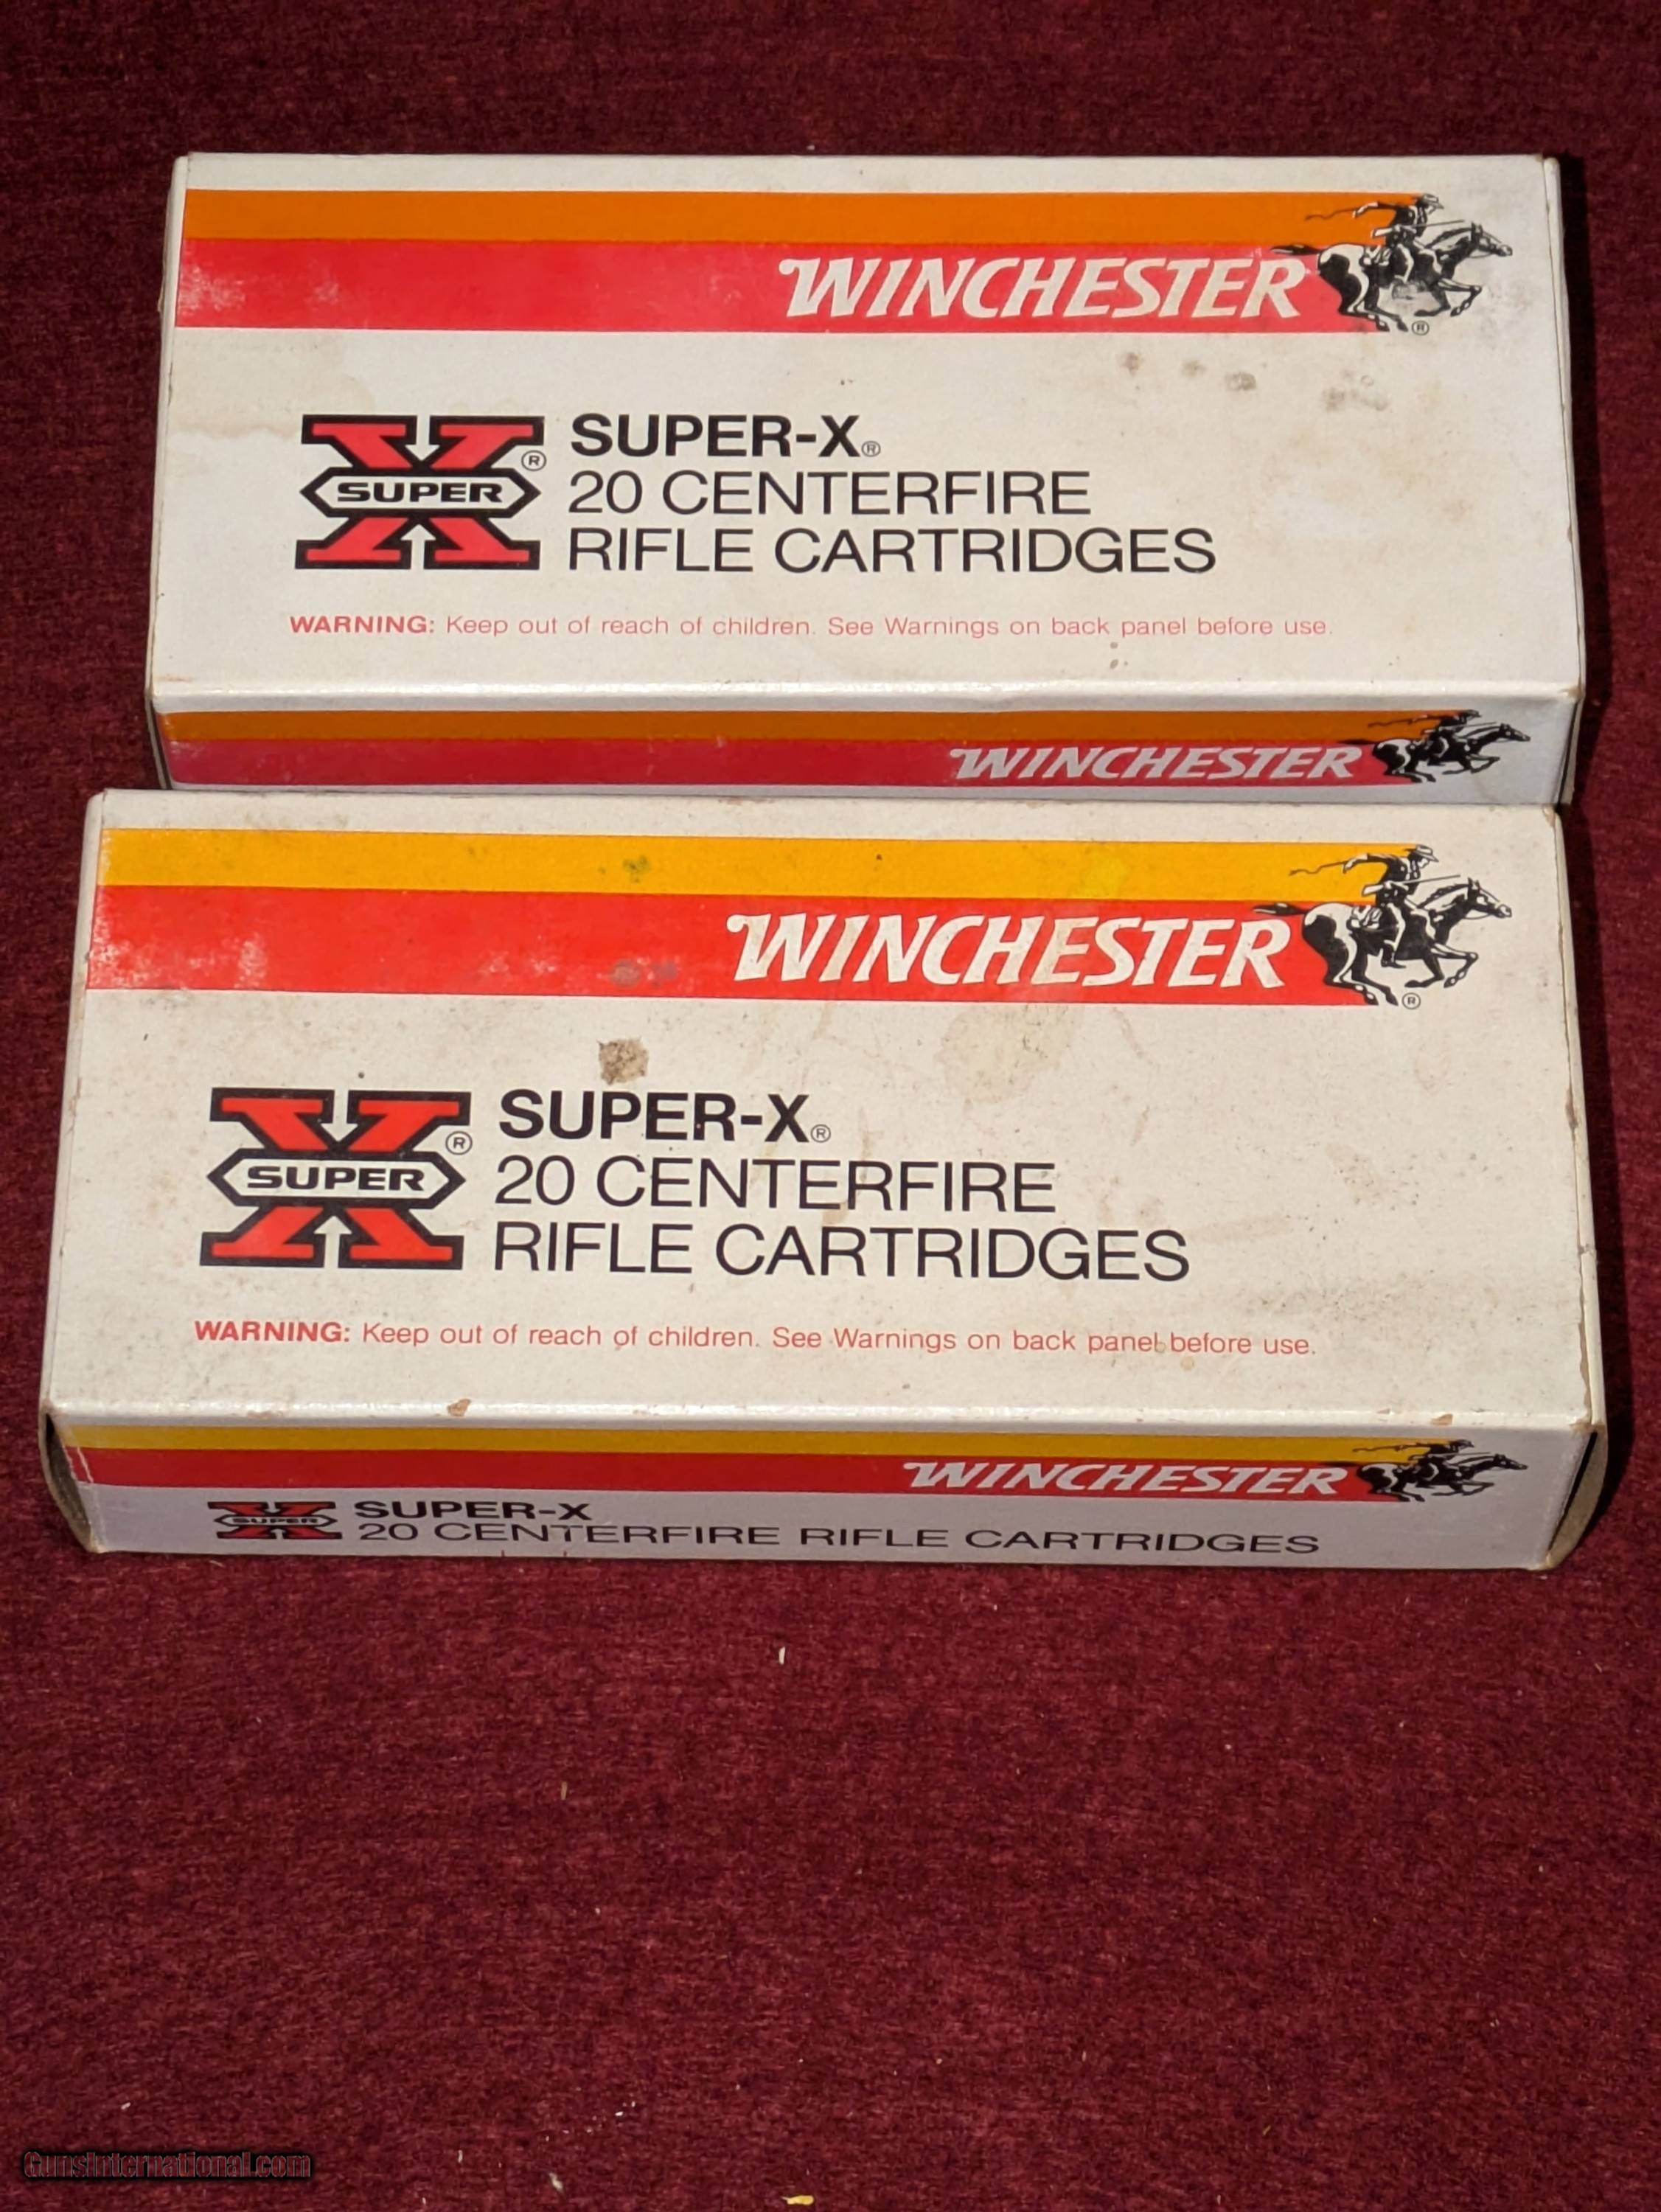 WINCHESTER
®
X SUPER ®
SUPER-X®
20 CENTERFIRE
RIFLE CARTRIDGES
WARNING: Keep out of reach of children. See Warnings on back panel before use.
WINCHESTER
WINCHESTER
®
X SUPER ®
SUPER-X®
20 CENTERFIRE
RIFLE CARTRIDGES
WARNING: Keep out of reach of children. See Warnings on back panel before use.
WINCHESTER
X SUPER
SUPER-X
20 CENTERFIRE RIFLE CARTRIDGES
GunsInternational.com